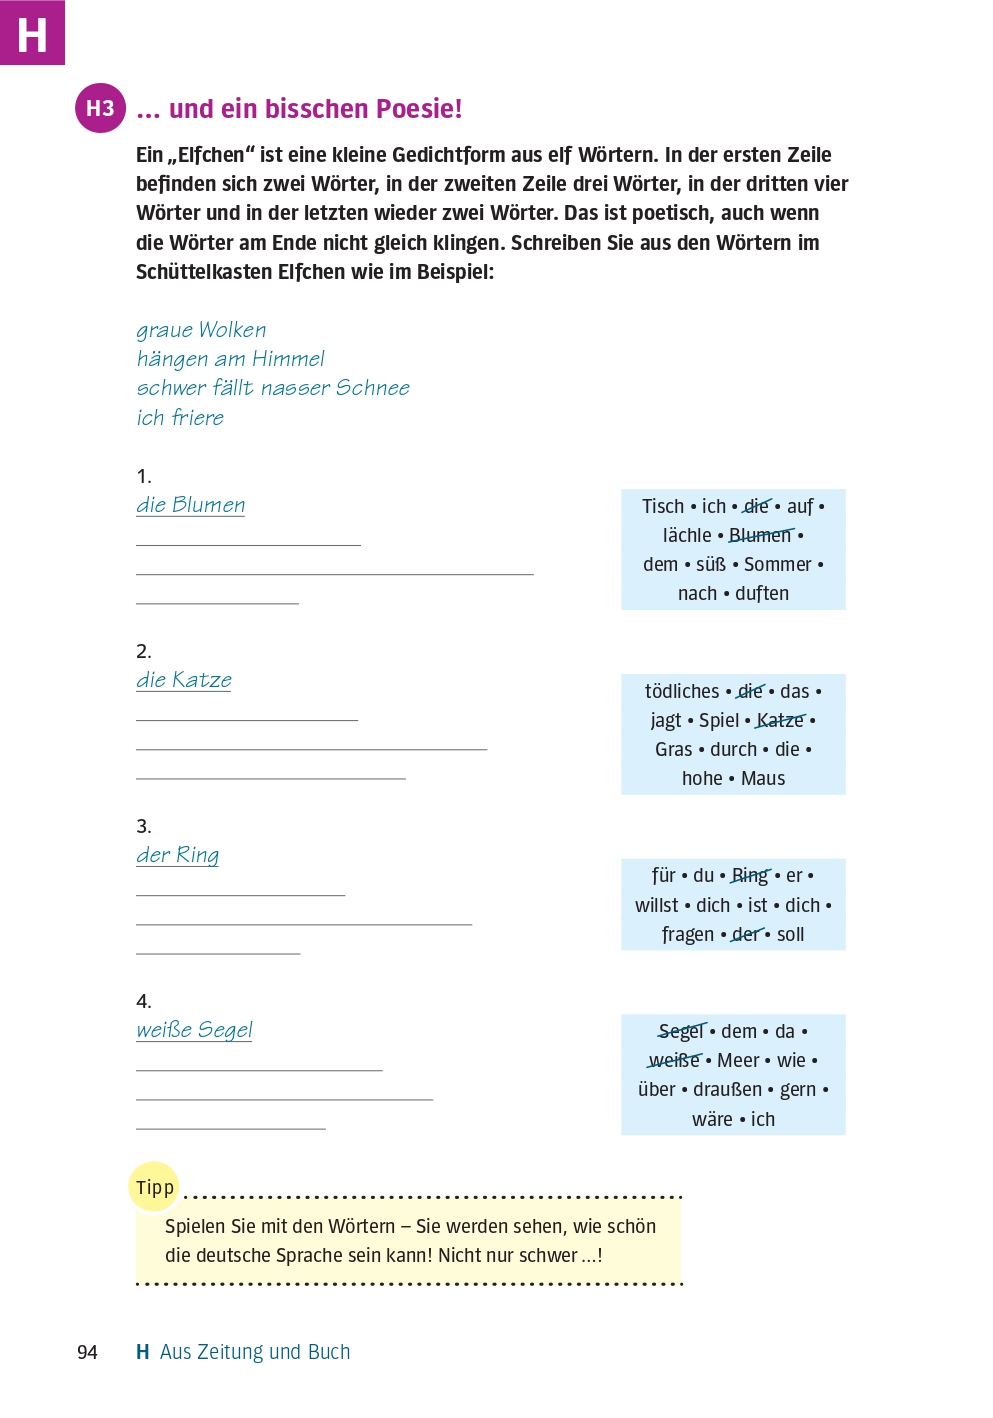 H
H3 ... und ein bisschen Poesie!
Ein „Elfchen“ ist eine kleine Gedichtform aus elf Wörtern. In der ersten Zeile
befinden sich zwei Wörter, in der zweiten Zeile drei Wörter, in der dritten vier
Wörter und in der letzten wieder zwei Wörter. Das ist poetisch, auch wenn
die Wörter am Ende nicht gleich klingen. Schreiben Sie aus den Wörtern im
Schüttelkasten Elfchen wie im Beispiel:
graue Wolken
hängen am Himmel
schwer fällt nasser Schnee
ich friere
1.
die Blumen
Tisch • ich • die • auf •
lächle • Blumen •
dem • süß • Sommer •
nach • duften
2.
die Katze
tödliches • die • das •
jagt • Spiel • Katze •
Gras • durch • die •
hohe • Maus
3.
der Ring
für • du • Ring • er •
willst • dich • ist • dich •
fragen • der • soll
4.
weiße Segel
Segel • dem • da •
weiße • Meer • wie •
über • draußen • gern •
wäre • ich
Tipp
Spielen Sie mit den Wörtern – Sie werden sehen, wie schön
die deutsche Sprache sein kann! Nicht nur schwer ...!
94 H Aus Zeitung und Buch